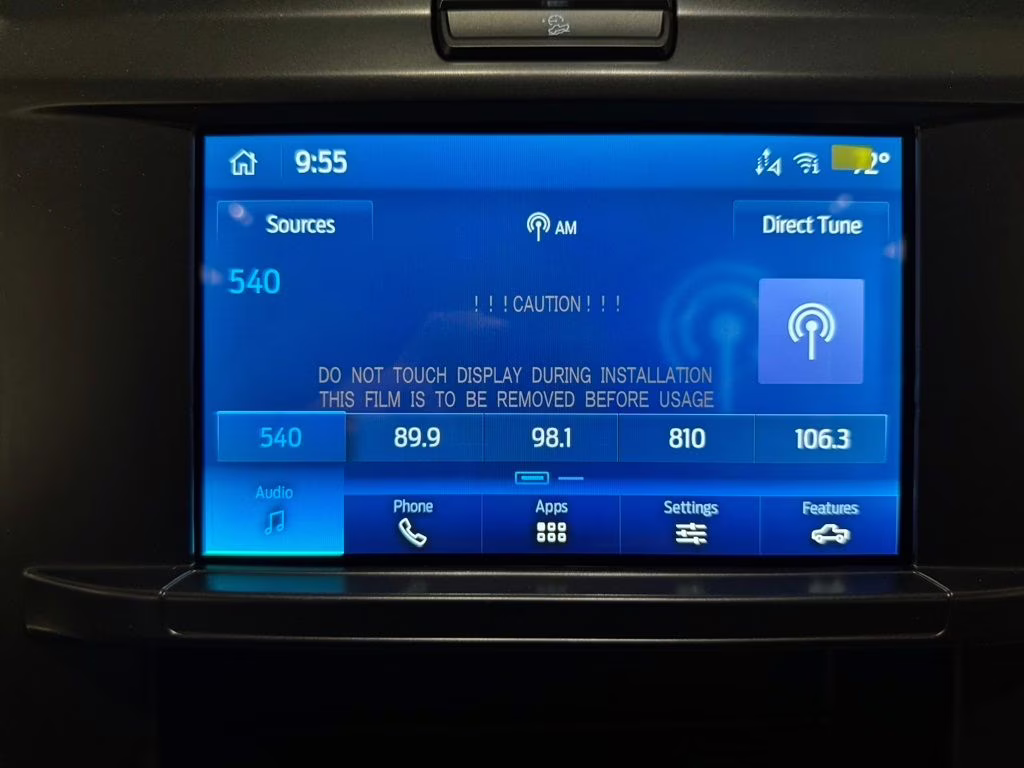 9:55
Sources
AM
Direct Tune
540
! ! ! CAUTION ! ! !
DO NOT TOUCH DISPLAY DURING INSTALLATION
THIS FILM IS TO BE REMOVED BEFORE USAGE
540 89.9 98.1 810 106.3
Audio Phone Apps Settings Features